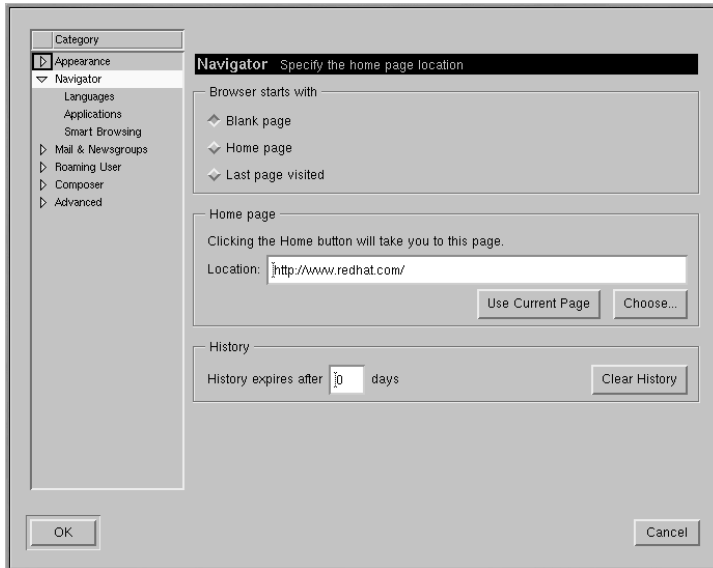 Category
Appearance
Navigator
Languages
Applications
Smart Browsing
Mail & Newsgroups
Roaming User
Composer
Advanced
Navigator Specify the home page location
Browser starts with
Blank page
Home page
Last page visited
Home page
Clicking the Home button will take you to this page.
Location: http://www.redhat.com/
Use Current Page Choose...
History
History expires after 0 days Clear History
OK Cancel